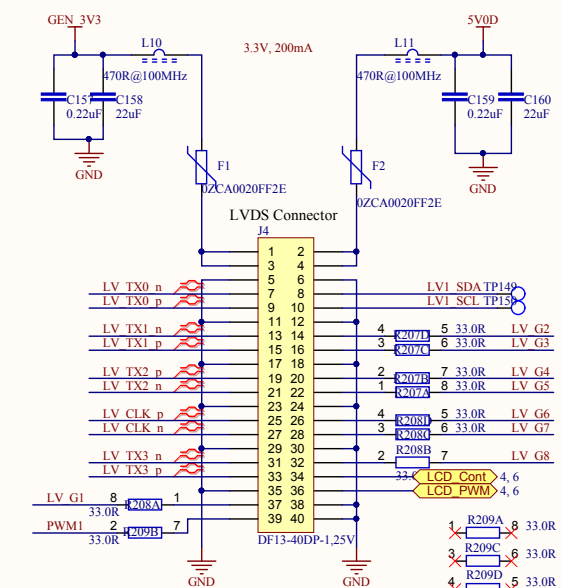 GEN_3V3
5V0D
L10
3.3V, 200mA
L11
470R@100MHz
470R@100MHz
C157
C158
0.22uF
22uF
C159
C160
0.22uF
22uF
GND
GND
F1
F2
0ZCA0020FF2E
0ZCA0020FF2E
LVDS Connector
J4
1 2
3 4
5 6
LV_TX0_n 7 8 LV1_SDA TP149
LV_TX0_p 9 10 LV1_SCL TP150
11 12
LV_TX1_n 13 14 4 R207D 5 33.0R LV_G2
LV_TX1_p 15 16 3 R207C 6 33.0R LV_G3
17 18
LV_TX2_p 19 20 2 R207B 7 33.0R LV_G4
LV_TX2_n 21 22 1 R207A 8 33.0R LV_G5
23 24
LV_CLK_p 25 26 4 R208D 5 33.0R LV_G6
LV_CLK_n 27 28 3 R208C 6 33.0R LV_G7
29 30 R208B
LV_TX3_n 31 32 2 7 LV_G8
LV_TX3_p 33 34 LCD_Cont 4, 6
35 36 LCD_PWM 4, 6
LV_G1 8 R208A 1 37 38
33.0R
PWM1 2 R209B 7 39 40
33.0R
DF13-40DP-1,25V
R209A
1 8 33.0R
R209C
3 6 33.0R
R209D
4 5 33.0R
GND
GND